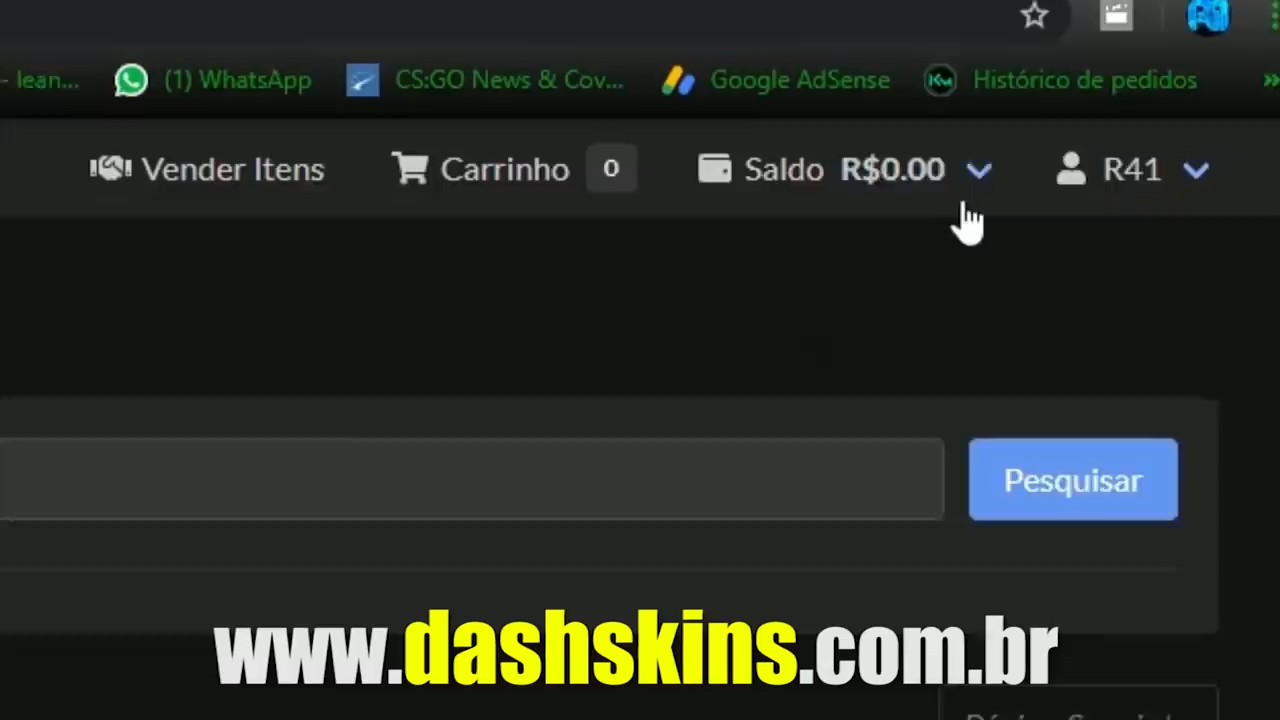 - lean... (1) WhatsApp CS:GO News & Cov... Google AdSense Histórico de pedidos »
Vender Itens Carrinho 0 Saldo R$0.00 R41
Pesquisar
www.dashskins.com.br